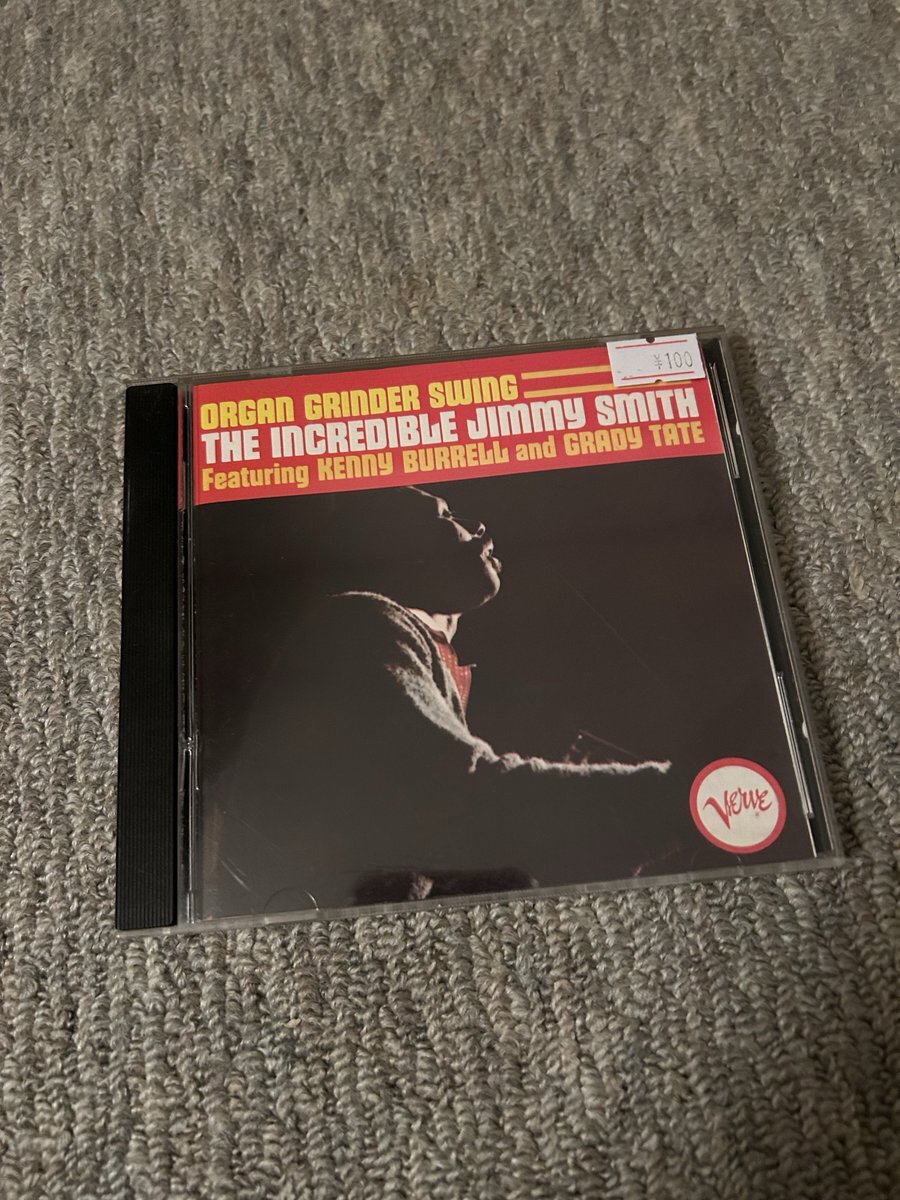 ¥100
ORGAN GRINDER SWING
THE INCREDIBLE JIMMY SMITH
Featuring KENNY BURRELL and GRADY TATE
Verve